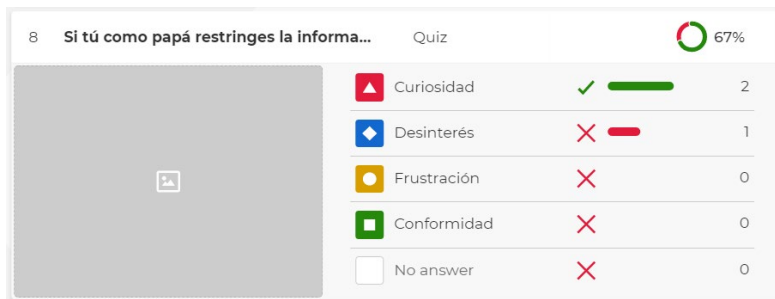 8 Si tú como papá restringes la informa... Quiz 67%
Curiosidad 2
Desinterés 1
Frustración 0
Conformidad 0
No answer 0